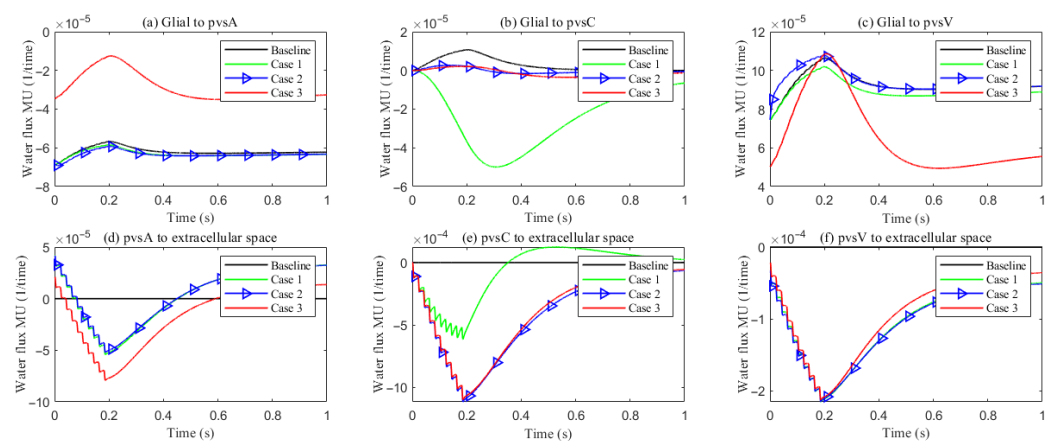 (a) Glial to pvsA
×10⁻⁵
0
−2
−4
−6
−8
Water flux MU (1/time)
Baseline
Case 1
Case 2
Case 3
0 0.2 0.4 0.6 0.8 1
Time (s)
(b) Glial to pvsC
×10⁻⁵
2
0
−2
−4
−6
Water flux MU (1/time)
Baseline
Case 1
Case 2
Case 3
0 0.2 0.4 0.6 0.8 1
Time (s)
(c) Glial to pvsV
×10⁻⁵
12
10
8
6
4
Water flux MU (1/time)
Baseline
Case 1
Case 2
Case 3
0 0.2 0.4 0.6 0.8 1
Time (s)
(d) pvsA to extracellular space
×10⁻⁵
5
0
−5
−10
Water flux MU (1/time)
Baseline
Case 1
Case 2
Case 3
0 0.2 0.4 0.6 0.8 1
Time (s)
(e) pvsC to extracellular space
×10⁻⁴
0
−5
−10
Water flux MU (1/time)
Baseline
Case 1
Case 2
Case 3
0 0.2 0.4 0.6 0.8 1
Time (s)
(f) pvsV to extracellular space
×10⁻⁴
0
−1
−2
Water flux MU (1/time)
Baseline
Case 1
Case 2
Case 3
0 0.2 0.4 0.6 0.8 1
Time (s)